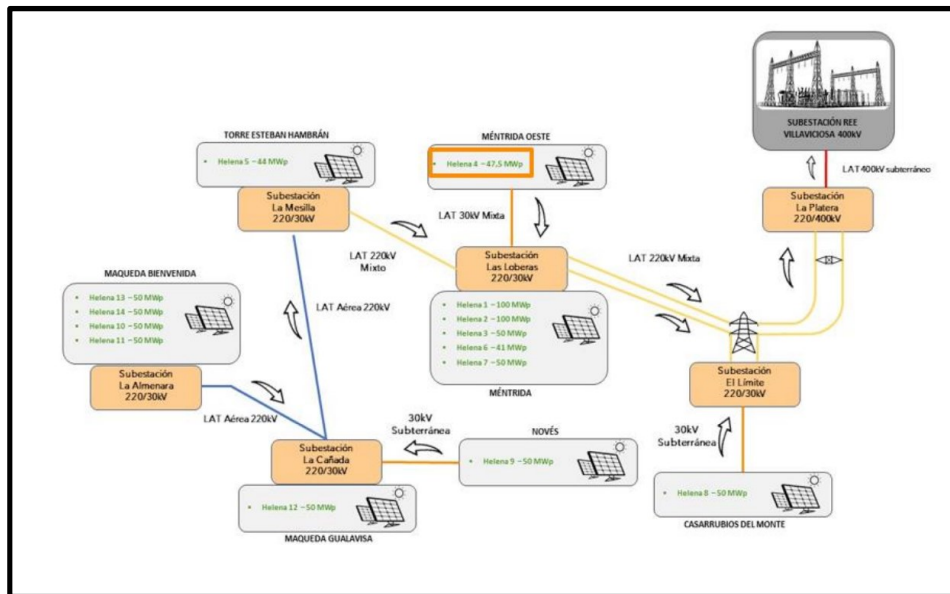 SUBESTACIÓN REE
VILLAVICIOSA 400kV
LAT 400kV subterráneo
Subestación
La Platera
220/400kV
TORRE ESTEBAN HAMBRÁN
Helena 5 – 44 MWp
Subestación
La Mesilla
220/30kV
MÉNTRIDA OESTE
Helena 4 – 47,5 MWp
LAT 30kV Mixta
LAT 220kV
Mixto
Subestación
Las Loberas
220/30kV
LAT 220kV Mixta
Helena 1 – 100 MWp
Helena 2 – 100 MWp
Helena 3 – 50 MWp
Helena 6 – 41 MWp
Helena 7 – 50 MWp
MÉNTRIDA
MAQUEDA BIENVENIDA
Helena 13 – 50 MWp
Helena 14 – 50 MWp
Helena 10 – 50 MWp
Helena 11 – 50 MWp
LAT Aérea 220kV
Subestación
La Almenara
220/30kV
LAT Aérea 220kV
Subestación
El Límite
220/30kV
Subestación
La Cañada
220/30kV
30kV
Subterránea
NOVÉS
Helena 9 – 50 MWp
30kV
Subterránea
Helena 12 – 50 MWp
MAQUEDA GUALAVISA
Helena 8 – 50 MWp
CASARRUBIOS DEL MONTE